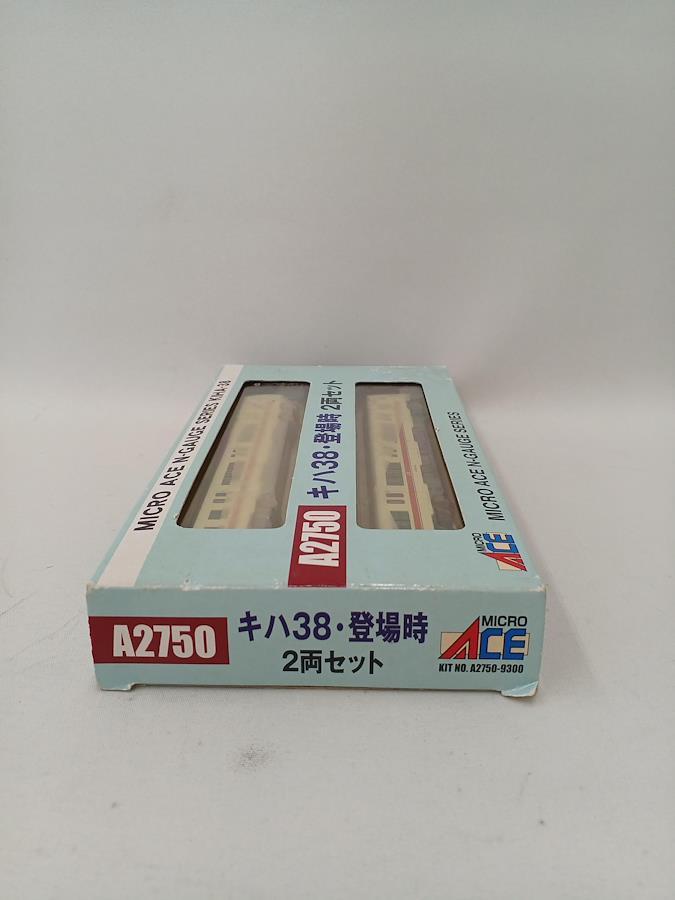 MICRO ACE N-GAUGE SERIES KIHA-38
A2750 キハ38・登場時 2両セット
MICRO ACE MICRO ACE N-GAUGE SERIES
A2750
キハ38・登場時
2両セット
MICRO
ACE
KIT NO. A2750-9300